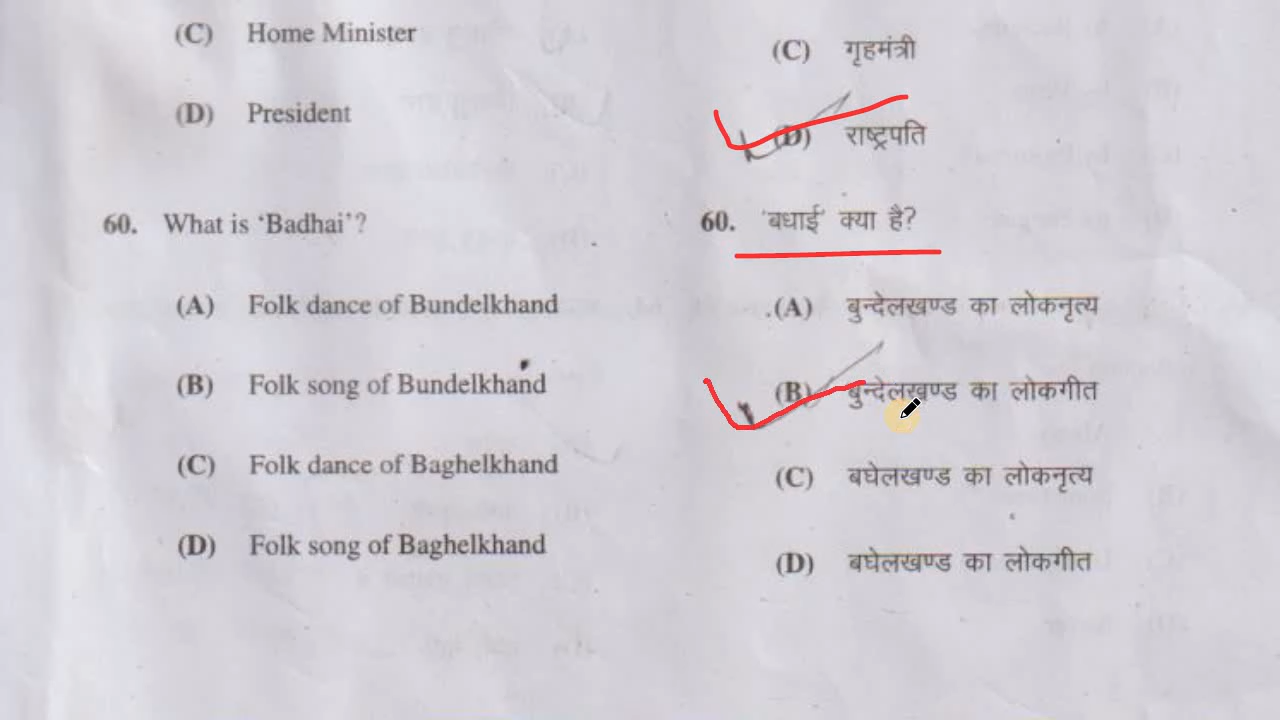 (C) Home Minister
(D) President
60. What is ‘Badhai’?
(A) Folk dance of Bundelkhand
(B) Folk song of Bundelkhand
(C) Folk dance of Baghelkhand
(D) Folk song of Baghelkhand
(C) गृहमंत्री
(D) राष्ट्रपति
60. ‘बधाई’ क्या है?
(A) बुन्देलखण्ड का लोकनृत्य
(B) बुन्देलखण्ड का लोकगीत
(C) बघेलखण्ड का लोकनृत्य
(D) बघेलखण्ड का लोकगीत